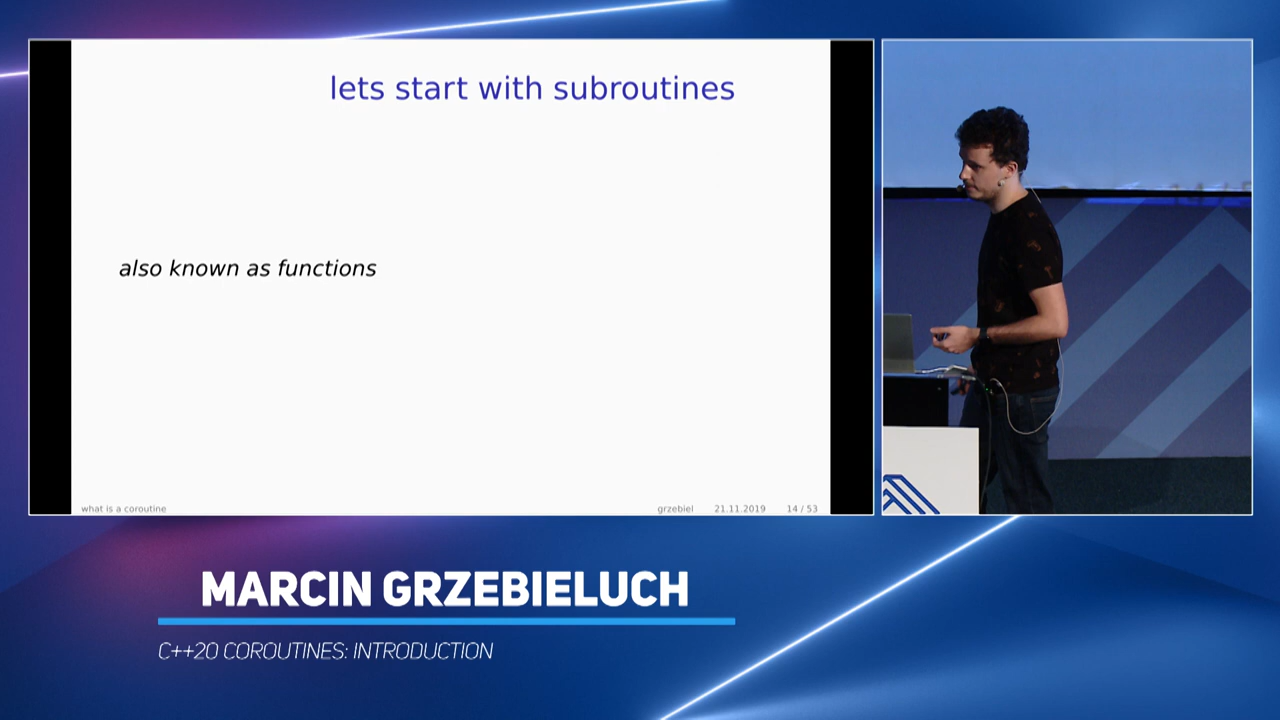 lets start with subroutines
also known as functions
what is a coroutine
grzebiel 21.11.2019 14 / 53
MARCIN GRZEBIELUCH
C++20 COROUTINES: INTRODUCTION